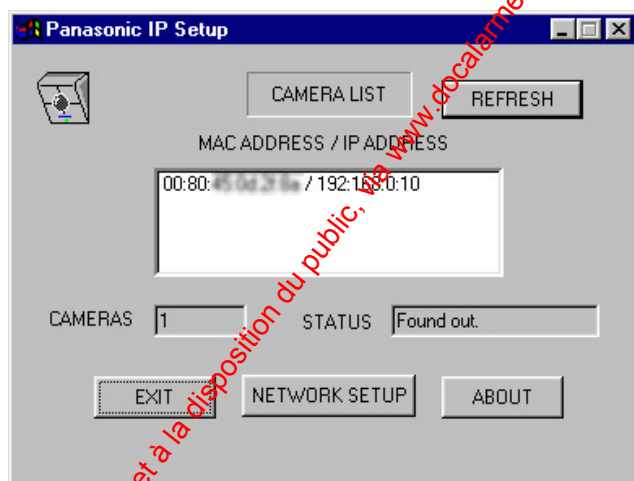 Panasonic IP Setup
CAMERA LIST
REFRESH
MAC ADDRESS / IP ADDRESS
00:80: / 192:168:0:10
CAMERAS 1 STATUS Found out.
EXIT NETWORK SETUP ABOUT
et à la disposition du public, via www.docalarme